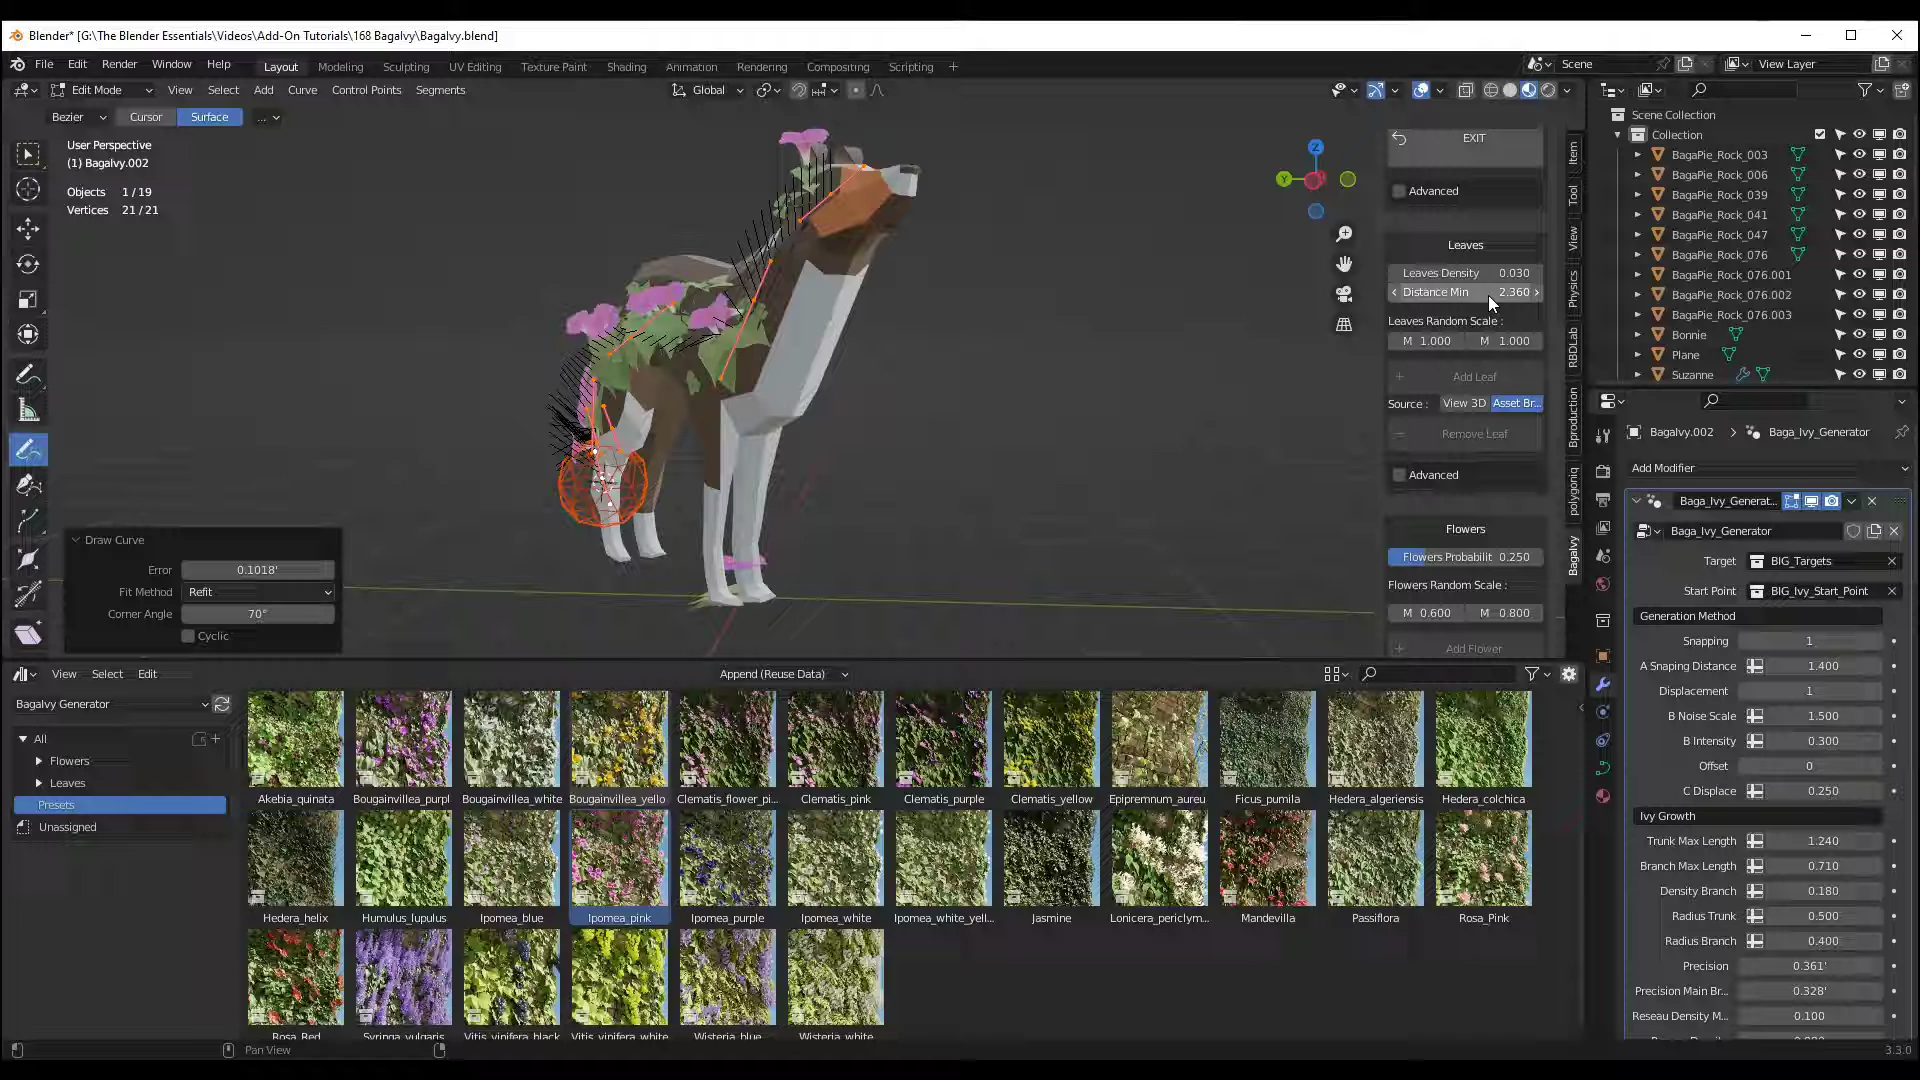 Blender* [G:\The Blender Essentials\Videos\Add-On Tutorials\168 BagaIvy\BagaIvy.blend]
File Edit Render Window Help Layout Modeling Sculpting UV Editing Texture Paint Shading Animation Rendering Compositing Scripting + Scene View Layer
Edit Mode View Select Add Curve Control Points Segments Global
Bezier Cursor Surface ...
User Perspective
(1) BagaIvy.002
Objects 1 / 19
Vertices 21 / 21
Z
Y
Draw Curve
Error 0.1018'
Fit Method Refit
Corner Angle 70°
Cyclic
EXIT
Advanced
Leaves
Leaves Density 0.030
Distance Min 2.360
Leaves Random Scale :
M 1.000 M 1.000
Add Leaf
Source : View 3D Asset Br...
Remove Leaf
Advanced
Flowers
Flowers Probabilit 0.250
Flowers Random Scale :
M 0.600 M 0.800
Add Flower
Item
Tool
View
Physics
RBDLab
Bproduction
polygoniq
BagaIvy
Scene Collection
Collection
BagaPie_Rock_003
BagaPie_Rock_006
BagaPie_Rock_039
BagaPie_Rock_041
BagaPie_Rock_047
BagaPie_Rock_076
BagaPie_Rock_076.001
BagaPie_Rock_076.002
BagaPie_Rock_076.003
Bonnie
Plane
Suzanne
BagaIvy.002 Baga_Ivy_Generator
Add Modifier
Baga_Ivy_Generat...
Baga_Ivy_Generator
Target BIG_Targets
Start Point BIG_Ivy_Start_Point
Generation Method
Snapping 1
A Snaping Distance 1.400
Displacement 1
B Noise Scale 1.500
B Intensity 0.300
Offset 0
C Displace 0.250
Ivy Growth
Trunk Max Length 1.240
Branch Max Length 0.710
Density Branch 0.180
Radius Trunk 0.500
Radius Branch 0.400
Precision 0.361'
Precision Main Br... 0.328'
Reseau Density M... 0.100
View Select Edit Append (Reuse Data)
BagaIvy Generator
All
Flowers
Leaves
Presets
Unassigned
Akebia_quinata Bougainvillea_purpl Bougainvillea_white Bougainvillea_yello Clematis_flower_pi... Clematis_pink Clematis_purple Clematis_yellow Epipremnum_aureu Ficus_pumila Hedera_algeriensis Hedera_colchica
Hedera_helix Humulus_lupulus Ipomea_blue Ipomea_pink Ipomea_purple Ipomea_white Ipomea_white_yell... Jasmine Lonicera_periclym... Mandevilla Passiflora Rosa_Pink
Rosa_Red Syringa_vulgaris Vitis_vinifera_black Vitis_vinifera_white Wisteria_blue Wisteria_white
Pan View 3.3.0